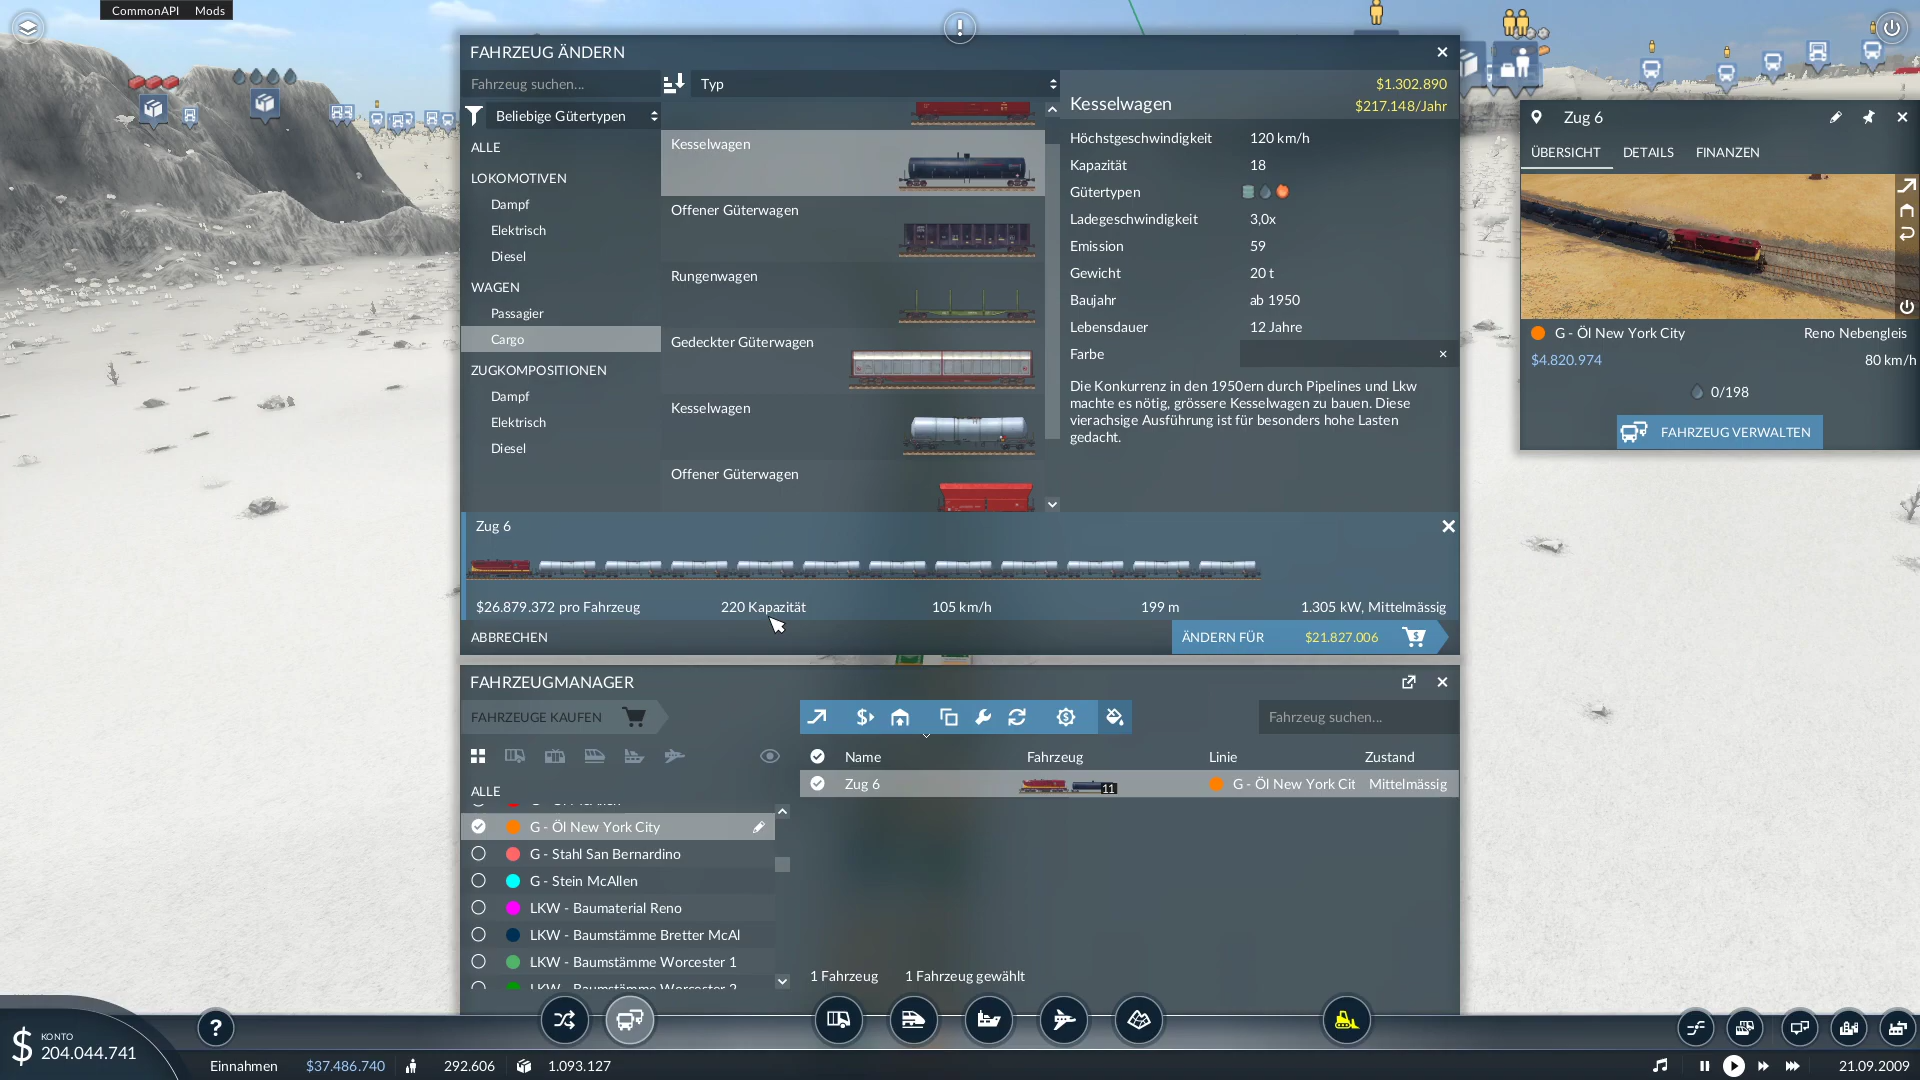 CommonAPI Mods
FAHRZEUG ÄNDERN
Fahrzeug suchen...
Typ
Beliebige Gütertypen
ALLE
LOKOMOTIVEN
Dampf
Elektrisch
Diesel
WAGEN
Passagier
Cargo
ZUGKOMPOSITIONEN
Dampf
Elektrisch
Diesel
Kesselwagen
Offener Güterwagen
Rungenwagen
Gedeckter Güterwagen
Kesselwagen
Offener Güterwagen
Kesselwagen
$1.302.890
$217.148/Jahr
Höchstgeschwindigkeit 120 km/h
Kapazität 18
Gütertypen
Ladegeschwindigkeit 3,0x
Emission 59
Gewicht 20 t
Baujahr ab 1950
Lebensdauer 12 Jahre
Farbe
Die Konkurrenz in den 1950ern durch Pipelines und Lkw
machte es nötig, grössere Kesselwagen zu bauen. Diese
vierachsige Ausführung ist für besonders hohe Lasten
gedacht.
Zug 6
$26.879.372 pro Fahrzeug 220 Kapazität 105 km/h 199 m 1.305 kW, Mittelmässig
ABBRECHEN
ÄNDERN FÜR $21.827.006
Zug 6
ÜBERSICHT DETAILS FINANZEN
G - Öl New York City Reno Nebengleis
$4.820.974 80 km/h
0/198
FAHRZEUG VERWALTEN
FAHRZEUGMANAGER
FAHRZEUGE KAUFEN
Fahrzeug suchen...
ALLE
G - Öl New York City
G - Stahl San Bernardino
G - Stein McAllen
LKW - Baumaterial Reno
LKW - Baumstämme Bretter McAl
LKW - Baumstämme Worcester 1
LKW - Baumstämme Worcester 2
Name Fahrzeug Linie Zustand
Zug 6 11 G - Öl New York Cit Mittelmässig
1 Fahrzeug 1 Fahrzeug gewählt
?
$ KONTO
204.044.741
Einnahmen $37.486.740 292.606 1.093.127
21.09.2009